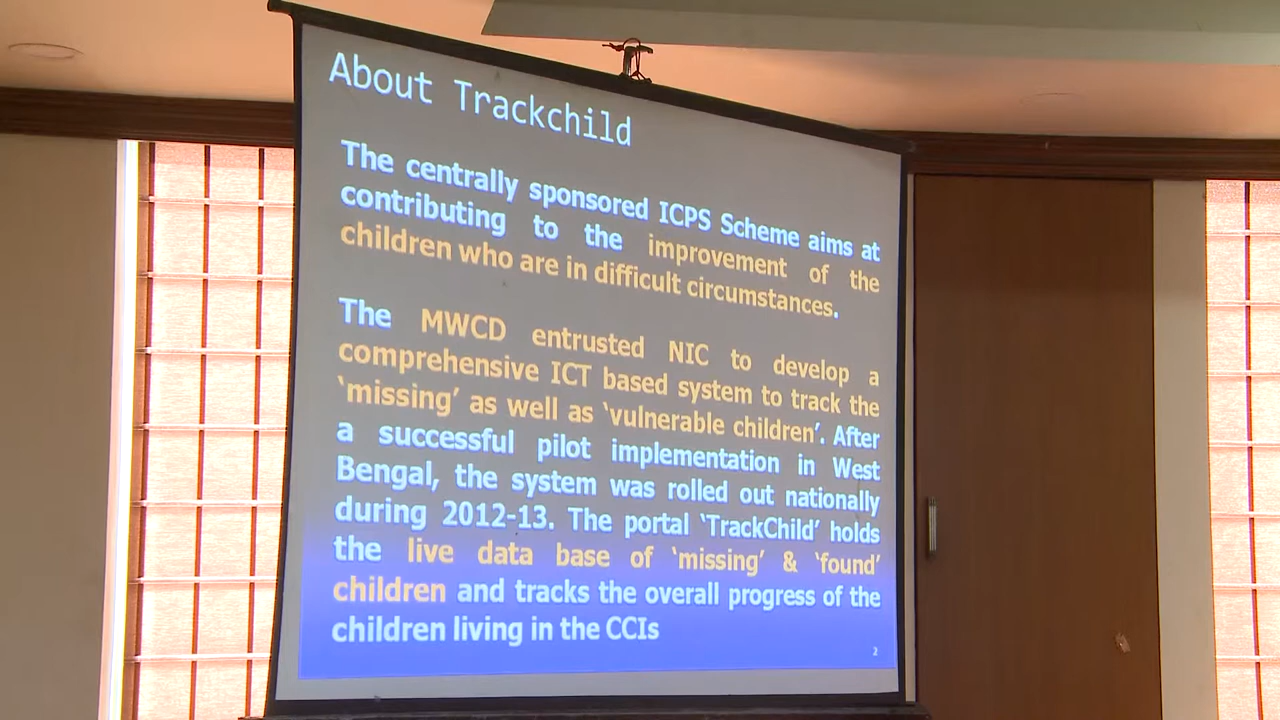 About Trackchild
The centrally sponsored ICPS Scheme aims at
contributing to the improvement of the
children who are in difficult circumstances.
The MWCD entrusted NIC to develop a
comprehensive ICT based system to track the
‘missing’ as well as ‘vulnerable children’. After
a successful pilot implementation in West
Bengal, the system was rolled out nationally
during 2012-13. The portal ‘TrackChild’ holds
the live data base of ‘missing’ & ‘found’
children and tracks the overall progress of the
children living in the CCIs
2